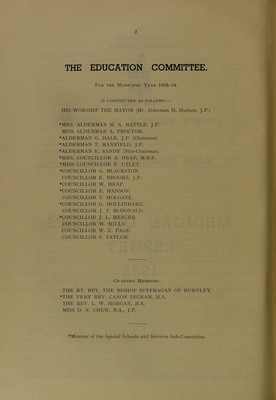 2
THE EDUCATION COMMITTEE.
For the Municipal Year 1953-54.
IS CONSTITUTED AS FOLLOWS:—
HIS WORSHIP THE MAYOR (Mr. Alderman H. Hudson, J.P.)
*MRS. ALDERMAN M. A. BATTLE, J.P.
MISS ALDERMAN A. PROCTOR.
*ALDERMAN G. HALE, J.P. (Chairman)
*ALDERMAN T. MAXFIELD, J.P.
*ALDERMAN E. SANDY (Vice-Chairman).
*MRS. COUNCILLOR A. HEAP, M.B.E.
*MISS COUNCILLOR E. UTLEY
*COUNCILLOR G. BLACKTON.
COUNCILLOR E. BROOKS, J.P.
*COUNCILLOR W. HEAP.
*COUNCILLOR E. HANSON.
COUNCILLOR T. HOLGATE.
*COUNCILLOR G. HOLLINRAKE.
COUNCILLOR J. T. McDONALD.
*COUNCILLOR J. L. MERCER.
COUNCILLOR W. MILLS.
COUNCILLOR W. E. PAGE.
COUNCILLOR S. TAYLOR.
Co-opted Members:
THE RT. REV. THE BISHOP SUFFRAGAN OF BURNLEY.
*THE VERY REV. CANON INGRAM, M.A.
THE REV. L. W. MORGAN, B.A.
MISS D. N. CHEW, B.A., J.P.
*Member of the Special Schools and Services Sub-Committee.